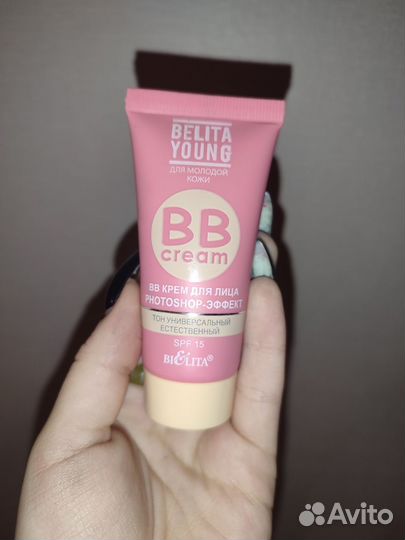 BELITA
YOUNG
ДЛЯ МОЛОДОЙ
КОЖИ
BB
cream
BB КРЕМ ДЛЯ ЛИЦА
PHOTOSHOP-ЭФФЕКТ
ТОН УНИВЕРСАЛЬНЫЙ
ЕСТЕСТВЕННЫЙ
SPF 15
BIELITA®
Avito